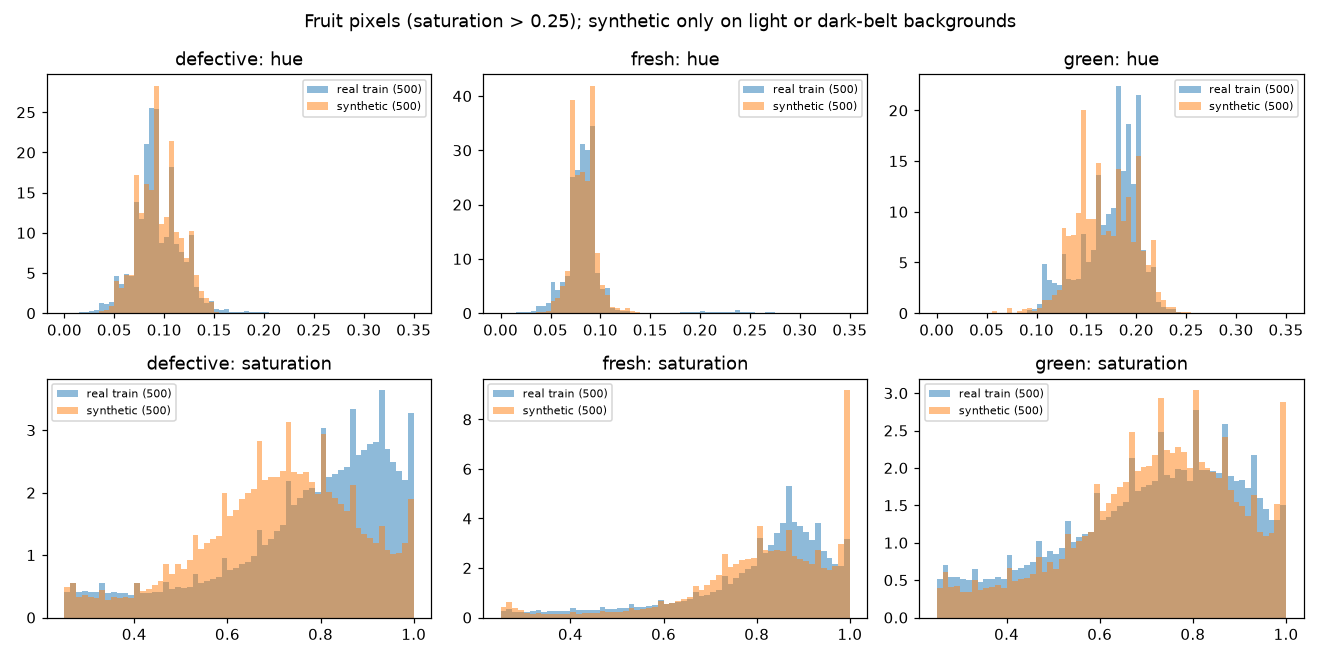 Fruit pixels (saturation > 0.25); synthetic only on light or dark-belt backgrounds
defective: hue
real train (500)
synthetic (500)
0
5
10
15
20
25
0.00 0.05 0.10 0.15 0.20 0.25 0.30 0.35
fresh: hue
real train (500)
synthetic (500)
0
10
20
30
40
0.00 0.05 0.10 0.15 0.20 0.25 0.30 0.35
green: hue
real train (500)
synthetic (500)
0
5
10
15
20
0.00 0.05 0.10 0.15 0.20 0.25 0.30 0.35
defective: saturation
real train (500)
synthetic (500)
0
1
2
3
0.4 0.6 0.8 1.0
fresh: saturation
real train (500)
synthetic (500)
0
2
4
6
8
0.4 0.6 0.8 1.0
green: saturation
real train (500)
synthetic (500)
0.0
0.5
1.0
1.5
2.0
2.5
3.0
0.4 0.6 0.8 1.0